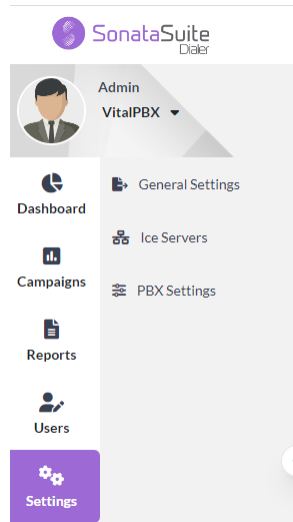 SonataSuite
Dialer
Admin
VitalPBX
Dashboard
General Settings
Campaigns
Ice Servers
Reports
PBX Settings
Users
Settings